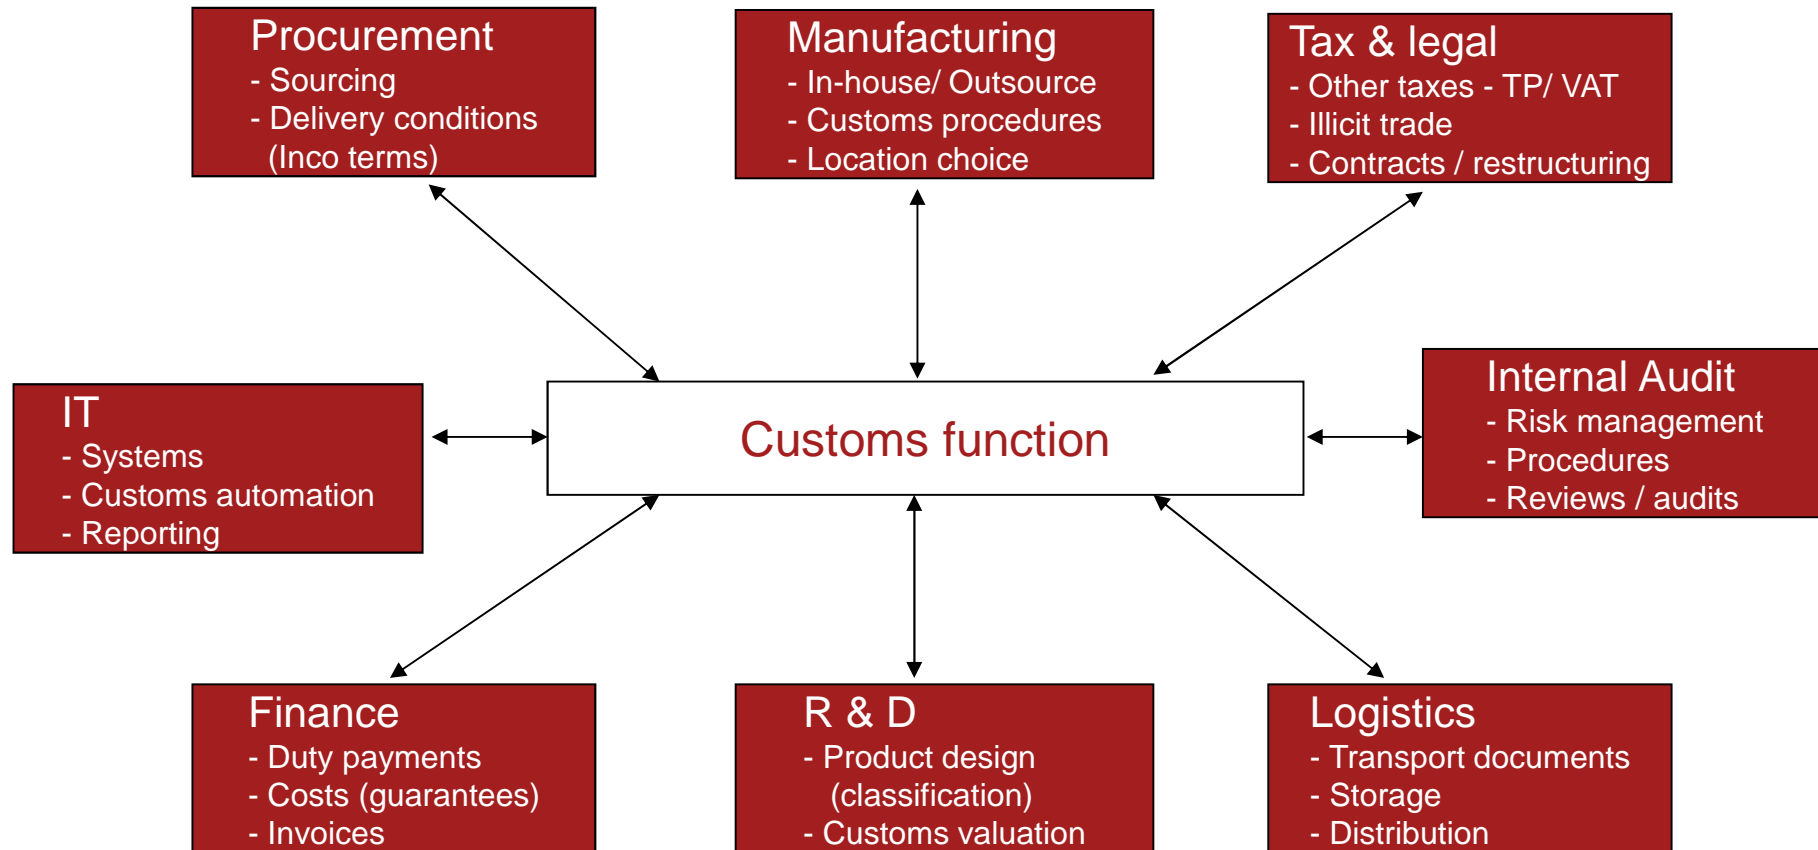 Procurement
- Sourcing
- Delivery conditions
(Inco terms)
Manufacturing
- In-house/ Outsource
- Customs procedures
- Location choice
Tax & legal
- Other taxes - TP/ VAT
- Illicit trade
- Contracts / restructuring
IT
- Systems
- Customs automation
- Reporting
Customs function
Internal Audit
- Risk management
- Procedures
- Reviews / audits
Finance
- Duty payments
- Costs (guarantees)
- Invoices
R & D
- Product design
(classification)
- Customs valuation
Logistics
- Transport documents
- Storage
- Distribution